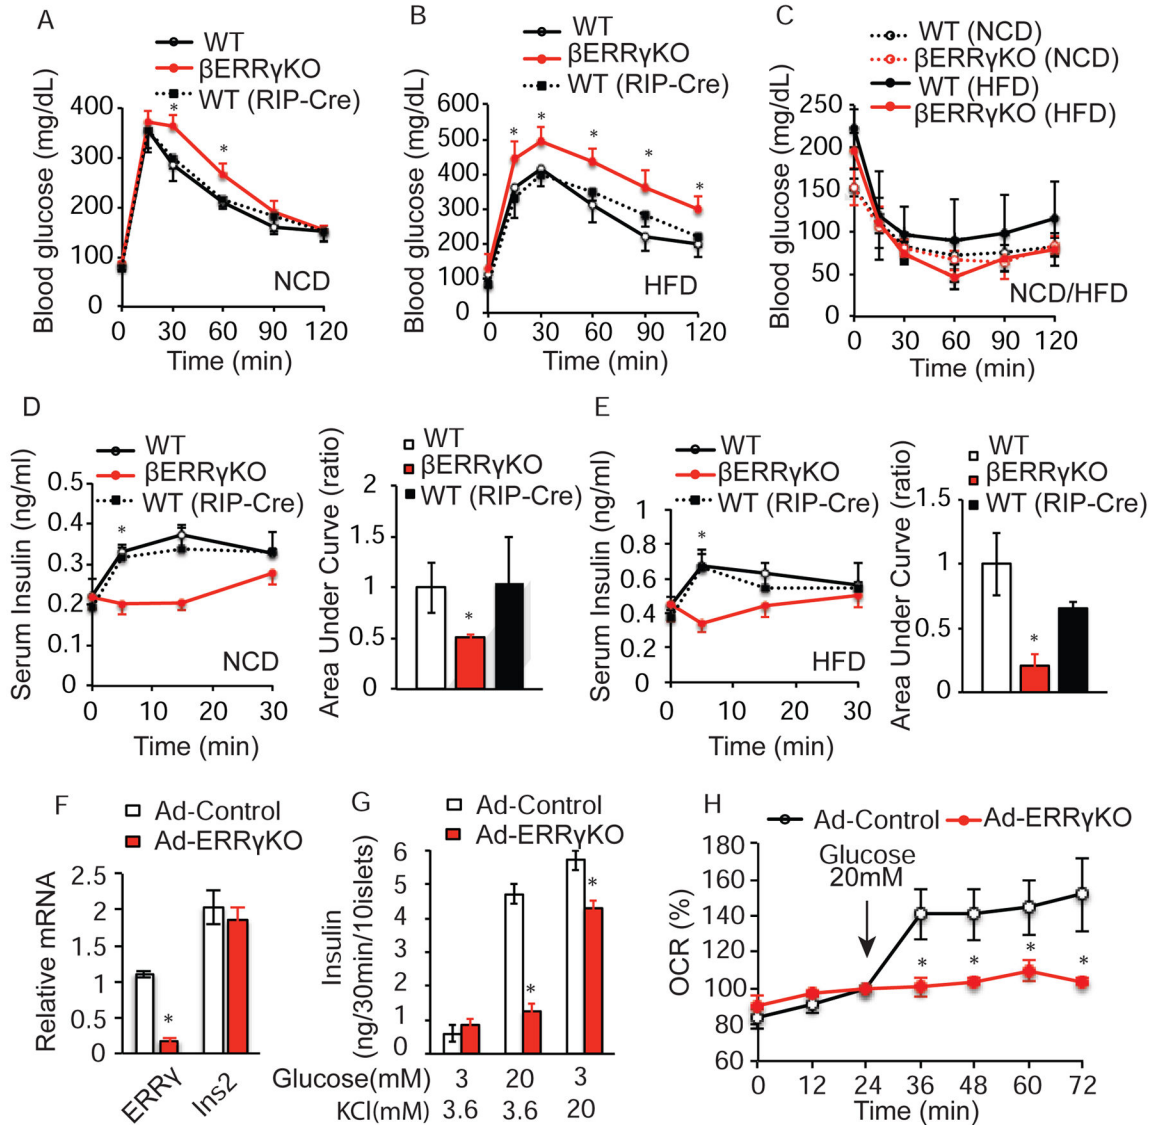 A
WT
βERRγKO
WT (RIP-Cre)
Blood glucose (mg/dL)
400
300
200
100
0
NCD
0 30 60 90 120
Time (min)
B
WT
βERRγKO
WT (RIP-Cre)
Blood glucose (mg/dL)
600
500
400
300
200
100
0
* * * * *
HFD
0 30 60 90 120
Time (min)
C
WT (NCD)
βERRγKO (NCD)
WT (HFD)
βERRγKO (HFD)
Blood glucose (mg/dL)
250
200
150
100
50
0
NCD/HFD
0 30 60 90 120
Time (min)
D
WT
βERRγKO
WT (RIP-Cre)
Serum Insulin (ng/ml)
0.5
0.4
0.3
0.2
0.1
0
*
NCD
0 10 20 30
Time (min)
WT
βERRγKO
WT (RIP-Cre)
Area Under Curve (ratio)
2
1.5
1
0.5
0
*
E
WT
βERRγKO
WT (RIP-Cre)
Serum Insulin (ng/ml)
1
0.8
0.6
0.4
0.2
0
*
HFD
0 10 20 30
Time (min)
WT
βERRγKO
WT (RIP-Cre)
Area Under Curve (ratio)
1.5
1
0.5
0
*
F
Ad-Control
Ad-ERRγKO
Relative mRNA
2.5
2
1.5
1
0.5
0
*
ERRγ Ins2
G
Ad-Control
Ad-ERRγKO
Insulin
(ng/30min/10islets)
6
5
4
3
2
1
0
* *
Glucose(mM) 3 20 3
KCl(mM) 3.6 3.6 20
H
Ad-Control Ad-ERRγKO
Glucose
20mM
OCR (%)
180
160
140
120
100
80
60
* * * *
0 12 24 36 48 60 72
Time (min)